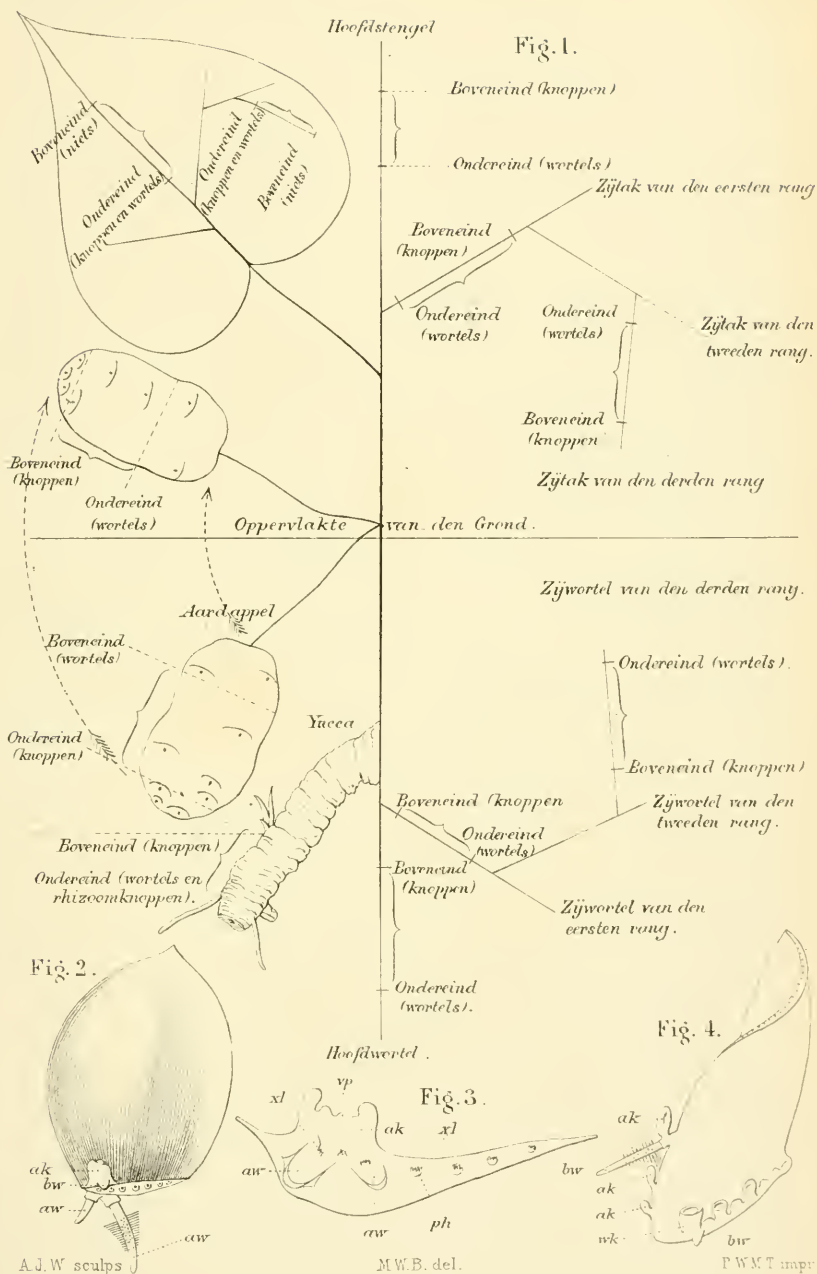 Hoofdstengel
Fig. 1.
Boveneind (knoppen)
Ondereind (wortels)
Zijtak van den eersten rang
Boveneind
(knoppen)
Ondereind
(wortels)
Ondereind
(wortels)
Zijtak van den
tweeden rang.
Boveneind
(knoppen
Zijtak van den derden rang
Boveneind
(niets)
Ondereind
(knoppen en wortels)
Ondereind
(knoppen en wortels)
Boveneind
(niets)
Boveneind
(knoppen)
Ondereind
(wortels)
Oppervlakte van den Grond.
Aardappel
Boveneind
(wortels)
Ondereind
(knoppen)
Yucca
Boveneind (knoppen)
Ondereind (wortels en
rhizoomknoppen).
Zijwortel van den derden rang.
Ondereind (wortels).
Boveneind (knoppen)
Zijwortel van den
tweeden rang.
Boveneind (knoppen
Ondereind
(wortels)
Boveneind
(knoppen)
Zijwortel van den
eersten rang.
Ondereind
(wortels).
Hoofdwortel.
Fig. 2.
ak
bw
aw
aw
Fig. 3.
xl
vp
ak
xl
aw
aw
ph
Fig. 4.
ak
bw
ak
ak
wk
bw
A.J.W sculps
M.W.B. del.
P.W.M.T impr